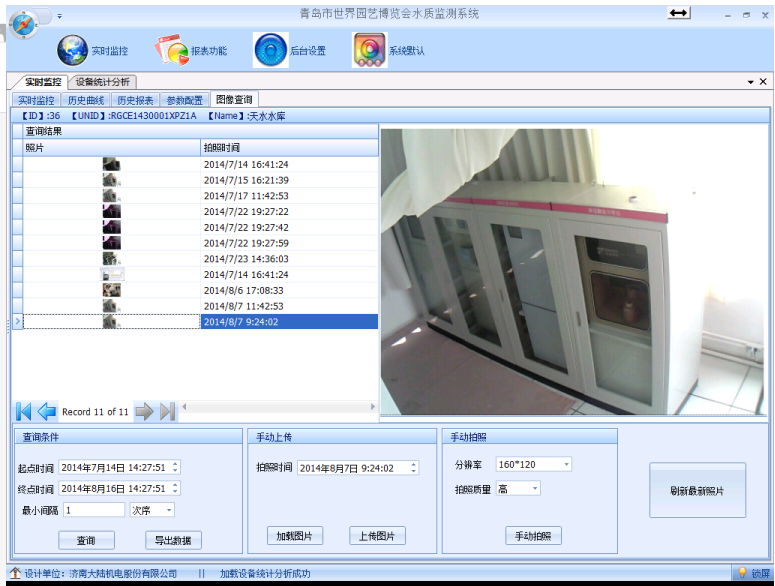 青岛市世界园艺博览会水质监测系统
实时监控 报表功能 后台设置 系统默认
实时监控 设备统计分析
实时监控 历史曲线 历史报表 参数配置 图像查询
【ID】:36 【UNID】:RGCE1430001XPZ1A 【Name】:天水水库
查询结果
照片 拍照时间
2014/7/14 16:41:24
2014/7/15 16:21:39
2014/7/17 11:42:53
2014/7/22 19:27:22
2014/7/22 19:27:42
2014/7/22 19:27:59
2014/7/23 14:36:03
2014/7/14 16:41:24
2014/8/6 17:08:33
2014/8/7 11:42:53
2014/8/7 9:24:02
Record 11 of 11
查询条件 手动上传 手动拍照
起点时间 2014年7月14日 14:27:51 拍照时间 2014年8月7日 9:24:02 分辨率 160*120
终点时间 2014年8月16日 14:27:51 拍照质量 高 刷新最新照片
最小间隔 1 次序
查询 导出数据 加载图片 上传图片 手动拍照
设计单位：济南大陆机电股份有限公司 || 加载设备统计分析成功 锁屏